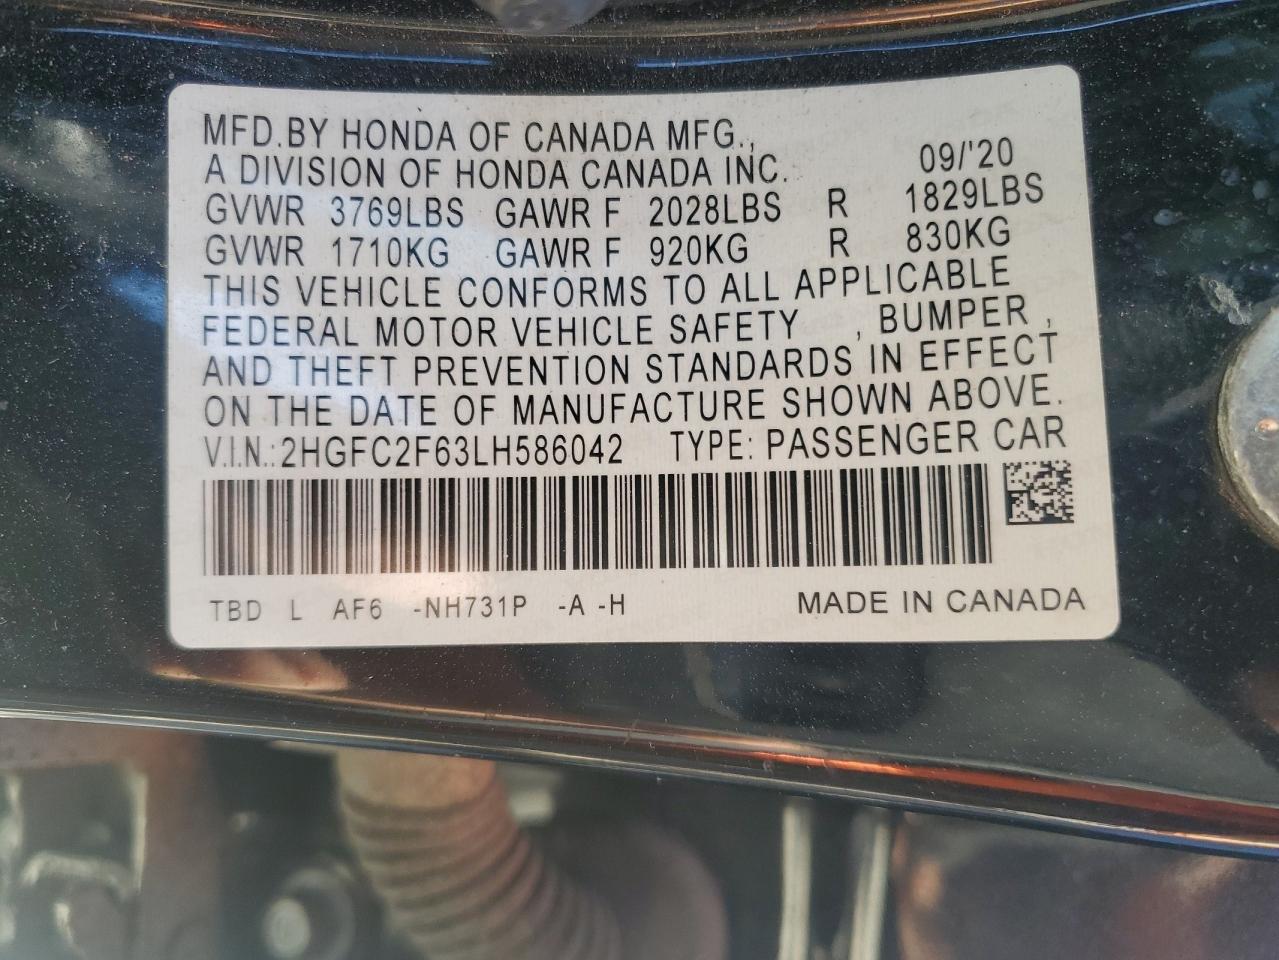 MFD.BY HONDA OF CANADA MFG.,
A DIVISION OF HONDA CANADA INC. 09/'20
GVWR 3769LBS GAWR F 2028LBS R 1829LBS
GVWR 1710KG GAWR F 920KG R 830KG
THIS VEHICLE CONFORMS TO ALL APPLICABLE
FEDERAL MOTOR VEHICLE SAFETY , BUMPER ,
AND THEFT PREVENTION STANDARDS IN EFFECT
ON THE DATE OF MANUFACTURE SHOWN ABOVE.
V.I.N.:2HGFC2F63LH586042 TYPE: PASSENGER CAR
TBD L AF6 -NH731P -A -H MADE IN CANADA